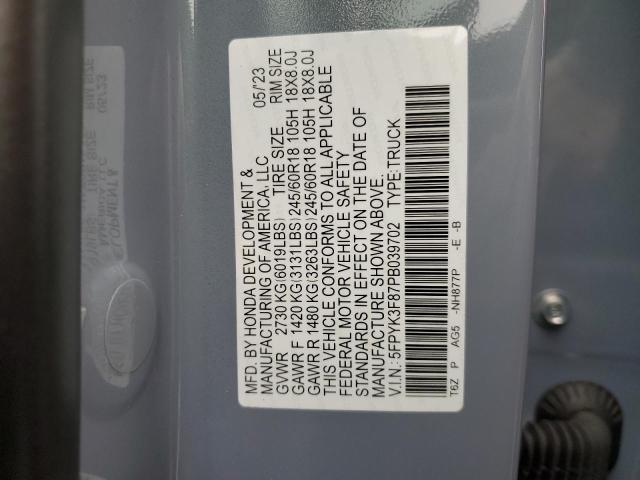 MFD. BY HONDA DEVELOPMENT &
MANUFACTURING OF AMERICA, LLC 05/'23
GVWR 2730 KG(6019LBS) TIRE SIZE RIM SIZE
GAWR F 1420 KG(3131LBS) 245/60R18 105H 18X8.0J
GAWR R 1480 KG(3263LBS) 245/60R18 105H 18X8.0J
THIS VEHICLE CONFORMS TO ALL APPLICABLE
FEDERAL MOTOR VEHICLE SAFETY
STANDARDS IN EFFECT ON THE DATE OF
MANUFACTURE SHOWN ABOVE.
V.I.N.:5FPYK3F87PB039702 TYPE:TRUCK
T6Z P AG5 -NH877P -E -B